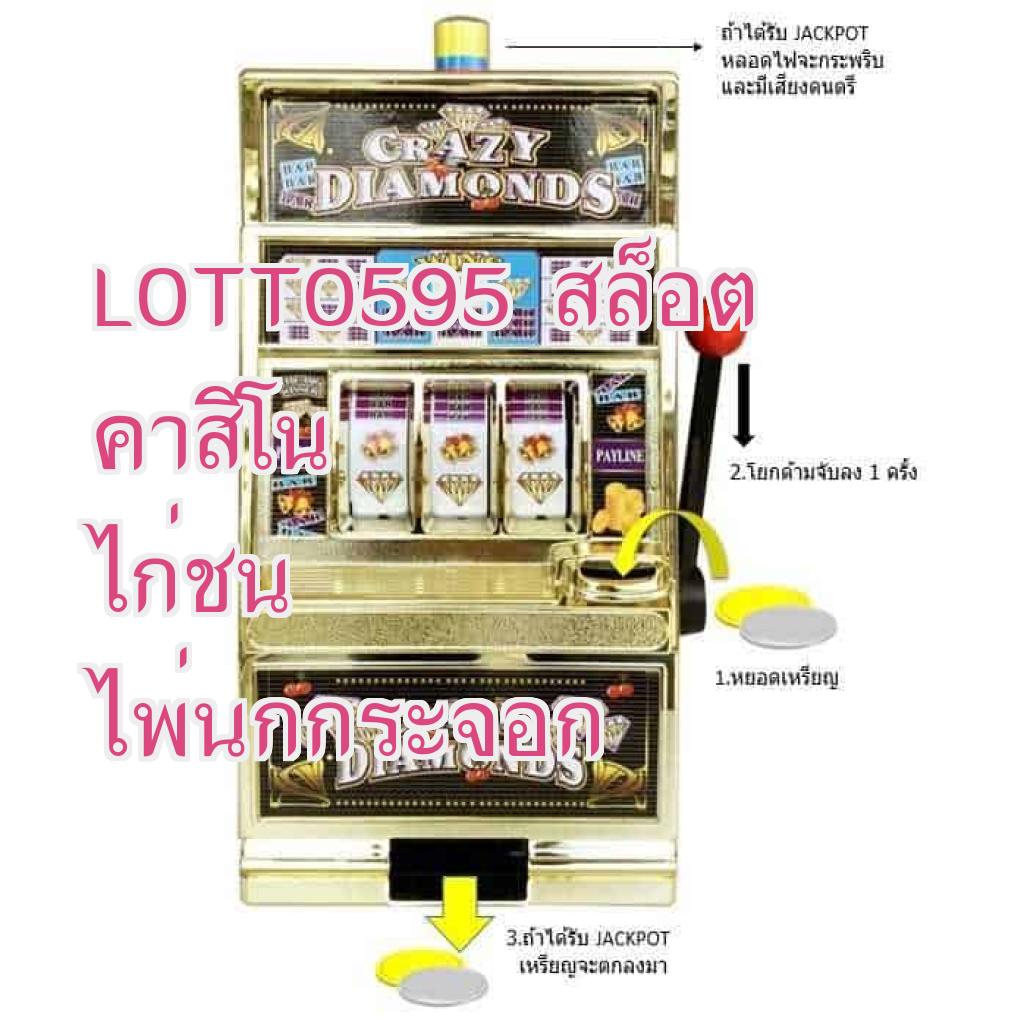 ถ้าได้รับ JACKPOT
หลอดไฟจะกระพริบ
และมีเสียงดนตรี
CRAZY
DIAMONDS
LOTTO595 สล็อต
คาสิโน
PAYLINE
2.โยกด้ามจับลง 1 ครั้ง
ไก่ชน
1.หยอดเหรียญ
ไพ่นกกระจอก
DIAMONDS
3.ถ้าได้รับ JACKPOT
เหรียญจะตกลงมา